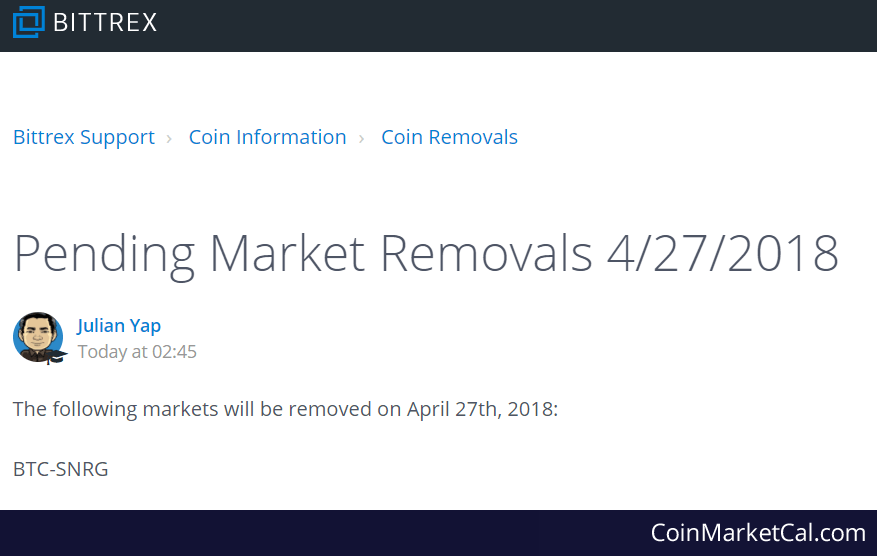 BITTREX
Bittrex Support › Coin Information › Coin Removals
Pending Market Removals 4/27/2018
Julian Yap
Today at 02:45
The following markets will be removed on April 27th, 2018:
BTC-SNRG
CoinMarketCal.com